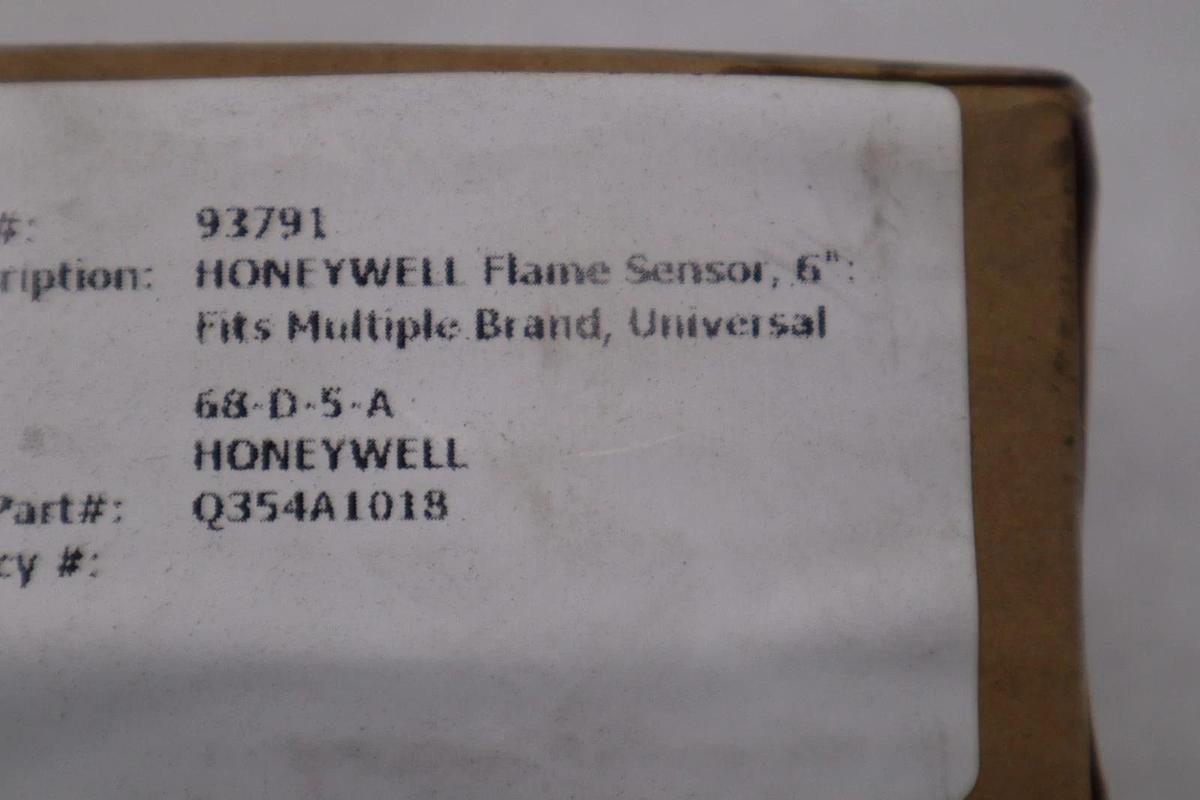 #: 93791
ription: HONEYWELL Flame Sensor, 6":
Fits Multiple Brand, Universal
68-D-5-A
HONEYWELL
Part#: Q354A1018
cy #: